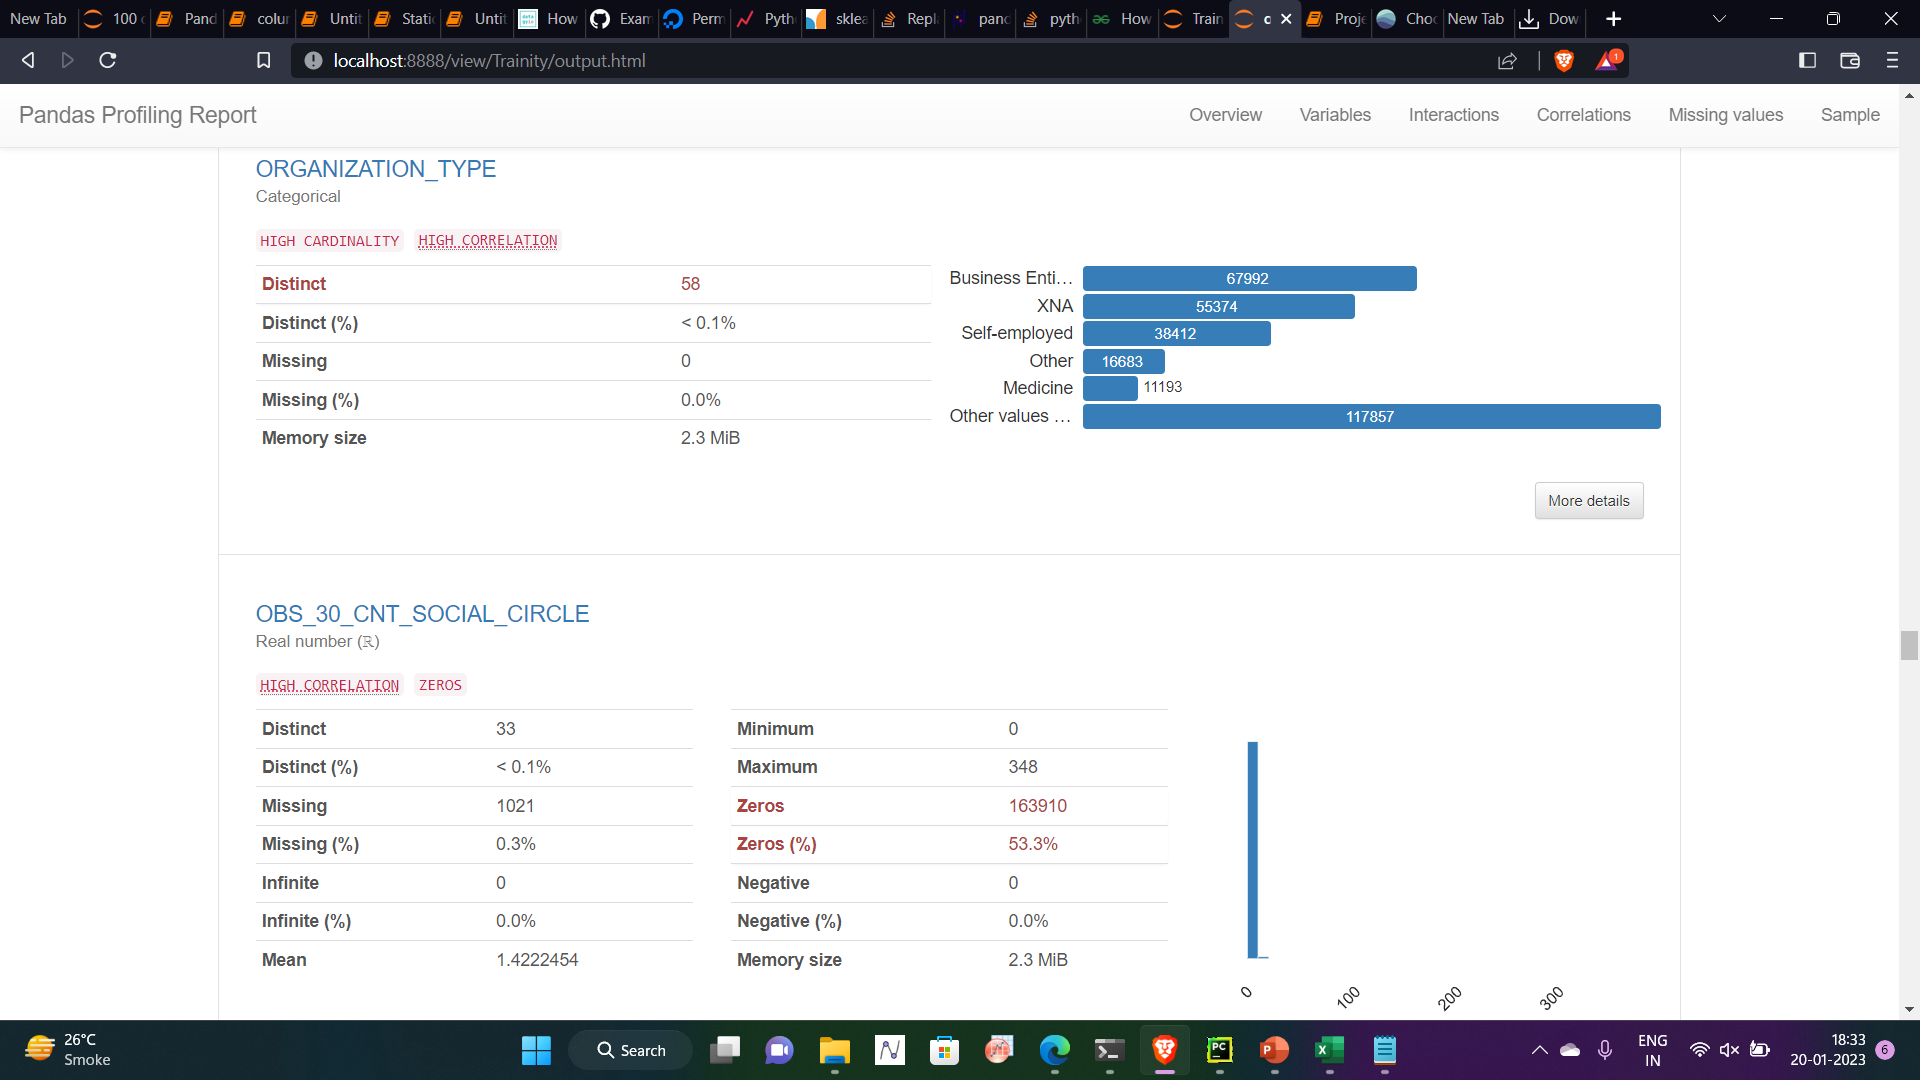 New Tab
100
Pand
colur
Untit
Static
Untit
How
Exam
Perm
Pyth
sklea
Repl
panc
pyth
How
Train
o
Proje
Choo
New Tab
Dow
localhost:8888/view/Trainity/output.html
1
Pandas Profiling Report
Overview
Variables
Interactions
Correlations
Missing values
Sample
ORGANIZATION_TYPE
Categorical
HIGH CARDINALITY HIGH CORRELATION
Distinct 58
Distinct (%) < 0.1%
Missing 0
Missing (%) 0.0%
Memory size 2.3 MiB
Business Enti... 67992
XNA 55374
Self-employed 38412
Other 16683
Medicine 11193
Other values ... 117857
More details
OBS_30_CNT_SOCIAL_CIRCLE
Real number (ℝ)
HIGH CORRELATION ZEROS
Distinct 33
Distinct (%) < 0.1%
Missing 1021
Missing (%) 0.3%
Infinite 0
Infinite (%) 0.0%
Mean 1.4222454
Minimum 0
Maximum 348
Zeros 163910
Zeros (%) 53.3%
Negative 0
Negative (%) 0.0%
Memory size 2.3 MiB
0
100
200
300
26°C
Smoke
Search
PC
P
X
ENG
IN
18:33
20-01-2023
6